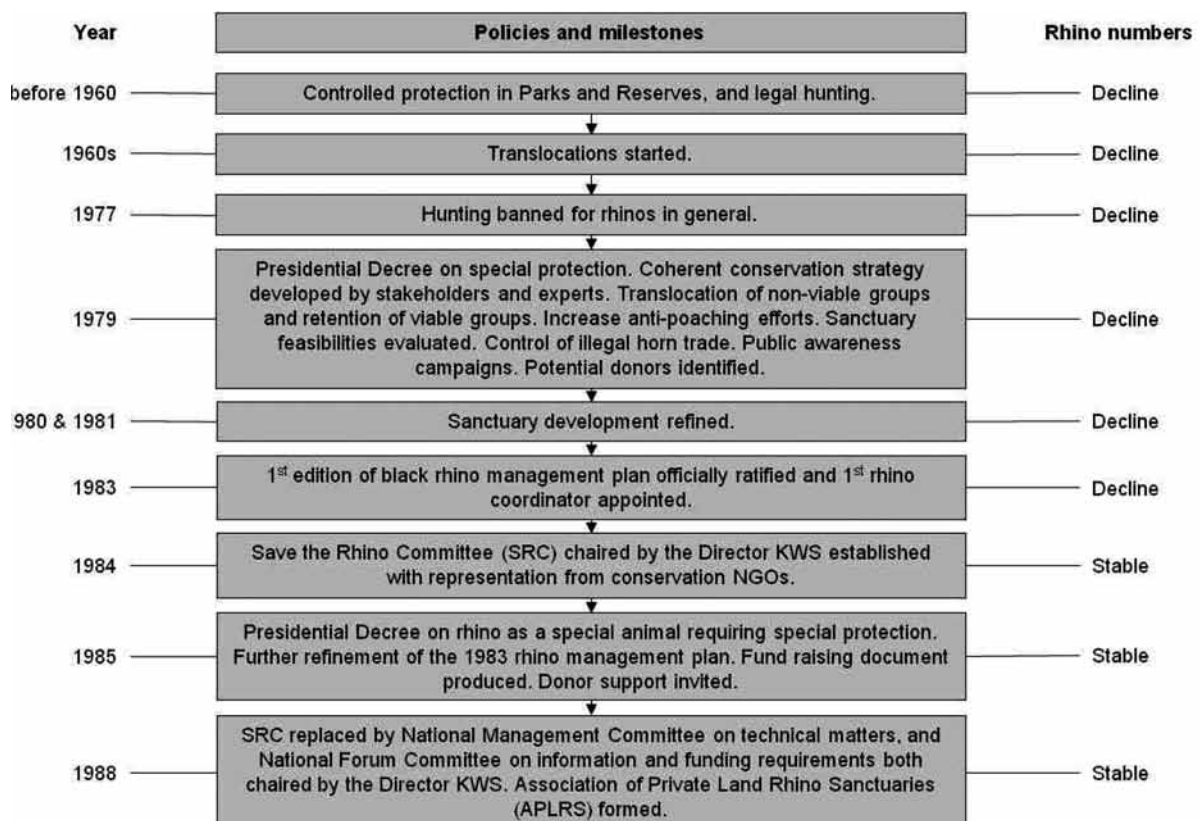 Year Policies and milestones Rhino numbers
before 1960 Controlled protection in Parks and Reserves, and legal hunting. Decline
1960s Translocations started. Decline
1977 Hunting banned for rhinos in general. Decline
Presidential Decree on special protection. Coherent conservation strategy
developed by stakeholders and experts. Translocation of non-viable groups
1979 and retention of viable groups. Increase anti-poaching efforts. Sanctuary Decline
feasibilities evaluated. Control of illegal horn trade. Public awareness
campaigns. Potential donors identified.
980 & 1981 Sanctuary development refined. Decline
1983 1st edition of black rhino management plan officially ratified and 1st rhino Decline
coordinator appointed.
1984 Save the Rhino Committee (SRC) chaired by the Director KWS established Stable
with representation from conservation NGOs.
Presidential Decree on rhino as a special animal requiring special protection.
1985 Further refinement of the 1983 rhino management plan. Fund raising document Stable
produced. Donor support invited.
SRC replaced by National Management Committee on technical matters, and
National Forum Committee on information and funding requirements both
1988 chaired by the Director KWS. Association of Private Land Rhino Sanctuaries Stable
(APLRS) formed.